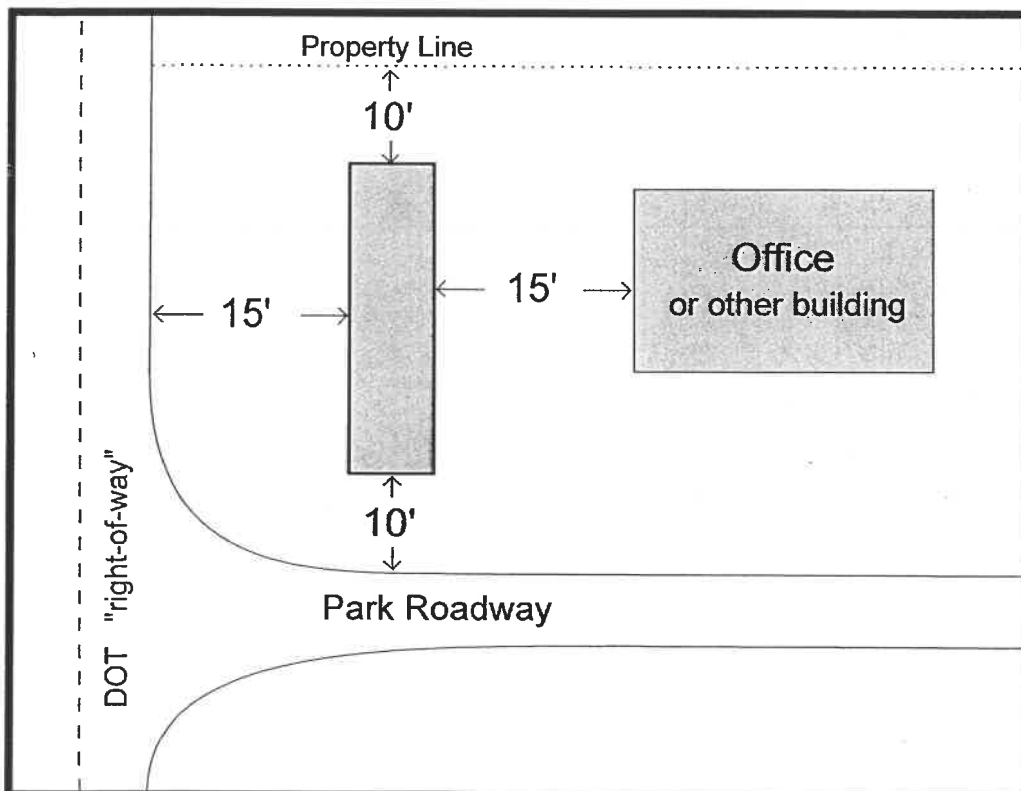 Property Line
10'
Office
or other building
15'
15'
10'
DOT "right-of-way"
Park Roadway